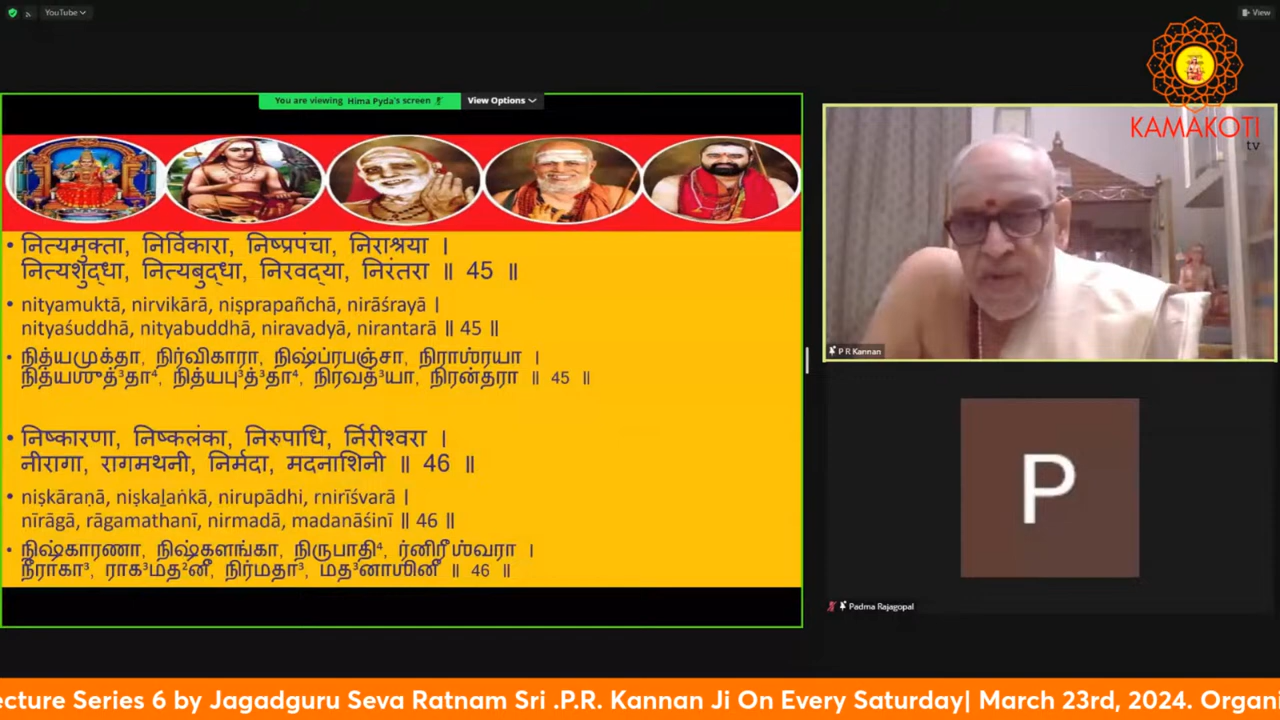 YouTube
View
KAMAKOTI
tv
You are viewing Hima Pyda's screen
View Options
• नित्यमुक्ता, निर्विकारा, निष्प्रपंचा, निराश्रया ।
नित्यशुद्धा, नित्यबुद्धा, निरवद्या, निरंतरा ॥ 45 ॥
• nityamuktā, nirvikārā, niṣprapañchā, nirāśrayā |
nityaśuddhā, nityabuddhā, niravadyā, nirantarā ॥ 45 ॥
• நித்யமுக்தா, நிர்விகாரா, நிஷ்ப்ரபஞ்சா, நிராஶ்ரயா ।
நித்யஶுத்³தா⁴, நித்யபு³த்³தா⁴, நிரவத்³யா, நிரன்தரா ॥ 45 ॥
• निष्कारणा, निष्कलंका, निरुपाधि, र्निरीश्वरा ।
नीरागा, रागमथनी, निर्मदा, मदनाशिनी ॥ 46 ॥
• niṣkāraṇā, niṣkaḻaṅkā, nirupādhi, rnirīśvarā |
nīrāgā, rāgamathanī, nirmadā, madanāśinī ॥ 46 ॥
• நிஷ்காரணா, நிஷ்களங்கா, நிருபாதி⁴, ர்னிரீஶ்வரா ।
நீராகா³, ராக³மத²னீ, நிர்மதா³, மத³னாஶினீ ॥ 46 ॥
P R Kannan
P
Padma Rajagopal
ecture Series 6 by Jagadguru Seva Ratnam Sri .P.R. Kannan Ji On Every Saturday| March 23rd, 2024. Organi